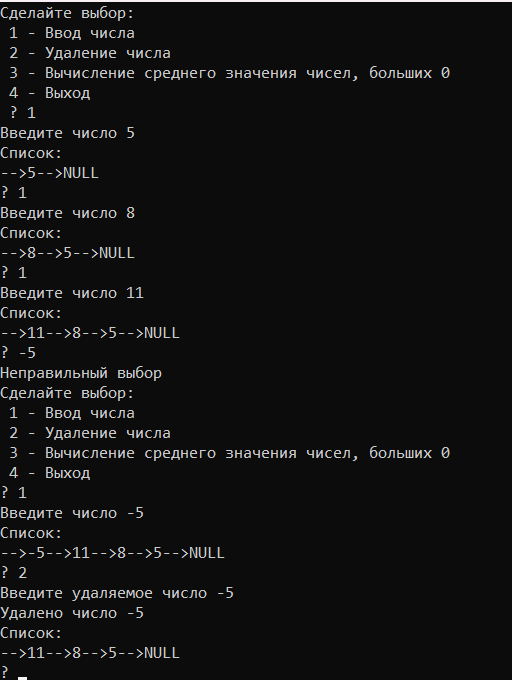 Сделайте выбор:
1 - Ввод числа
2 - Удаление числа
3 - Вычисление среднего значения чисел, больших 0
4 - Выход
? 1
Введите число 5
Список:
-->5-->NULL
? 1
Введите число 8
Список:
-->8-->5-->NULL
? 1
Введите число 11
Список:
-->11-->8-->5-->NULL
? -5
Неправильный выбор
Сделайте выбор:
1 - Ввод числа
2 - Удаление числа
3 - Вычисление среднего значения чисел, больших 0
4 - Выход
? 1
Введите число -5
Список:
-->-5-->11-->8-->5-->NULL
? 2
Введите удаляемое число -5
Удалено число -5
Список:
-->11-->8-->5-->NULL
?